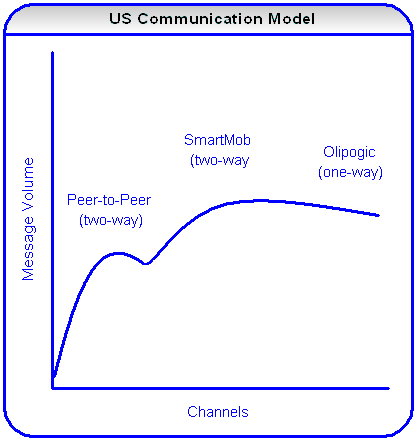 US Communication Model
SmartMob
(two-way
Olipogic
(one-way)
Peer-to-Peer
(two-way)
Message Volume
Channels